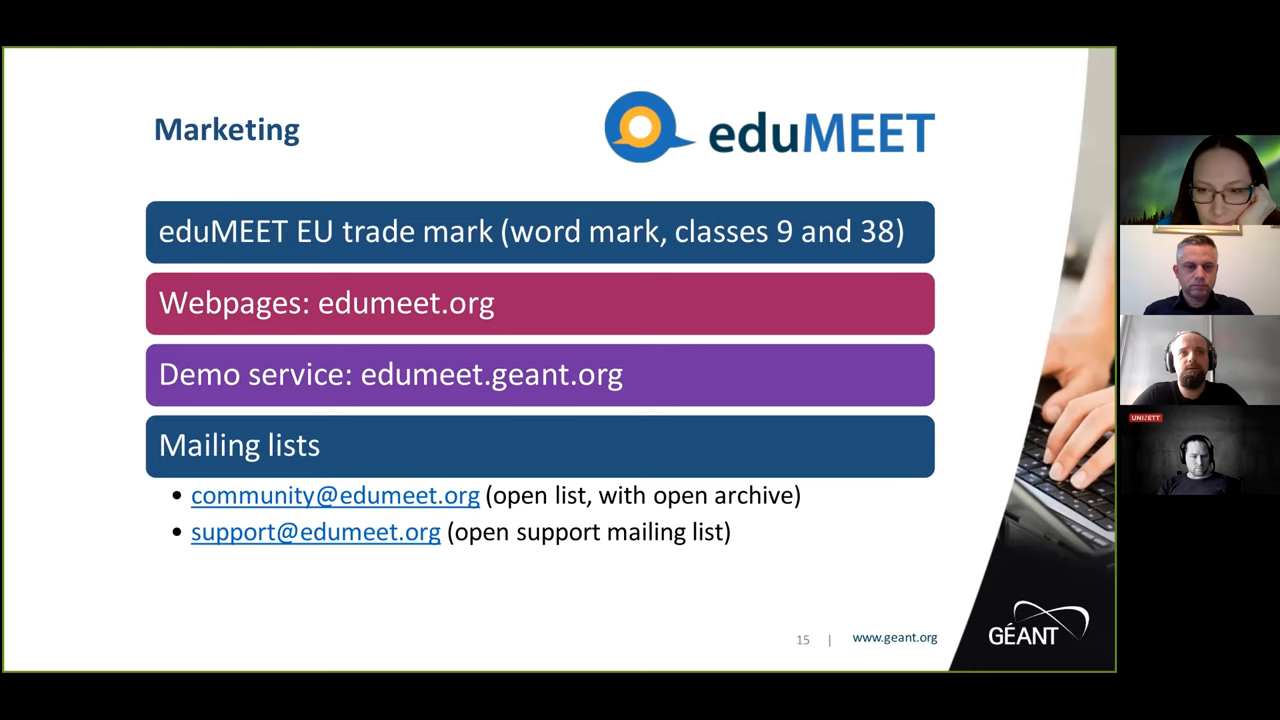 Marketing
eduMEET
eduMEET EU trade mark (word mark, classes 9 and 38)
Webpages: edumeet.org
Demo service: edumeet.geant.org
Mailing lists
• community@edumeet.org (open list, with open archive)
• support@edumeet.org (open support mailing list)
15 | www.geant.org
GÉANT
UNINETT